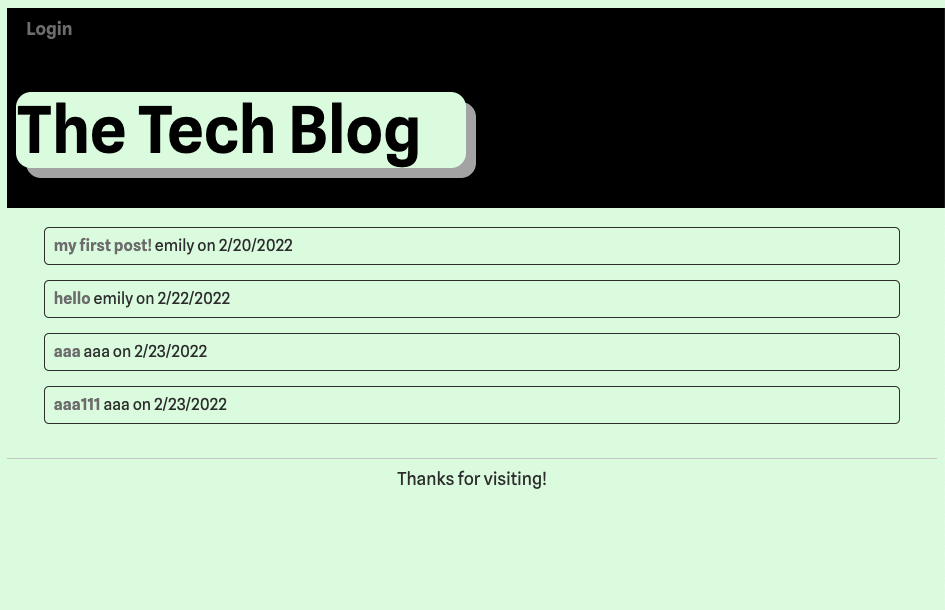 Login
The Tech Blog
my first post! emily on 2/20/2022
hello emily on 2/22/2022
aaa aaa on 2/23/2022
aaa111 aaa on 2/23/2022
Thanks for visiting!